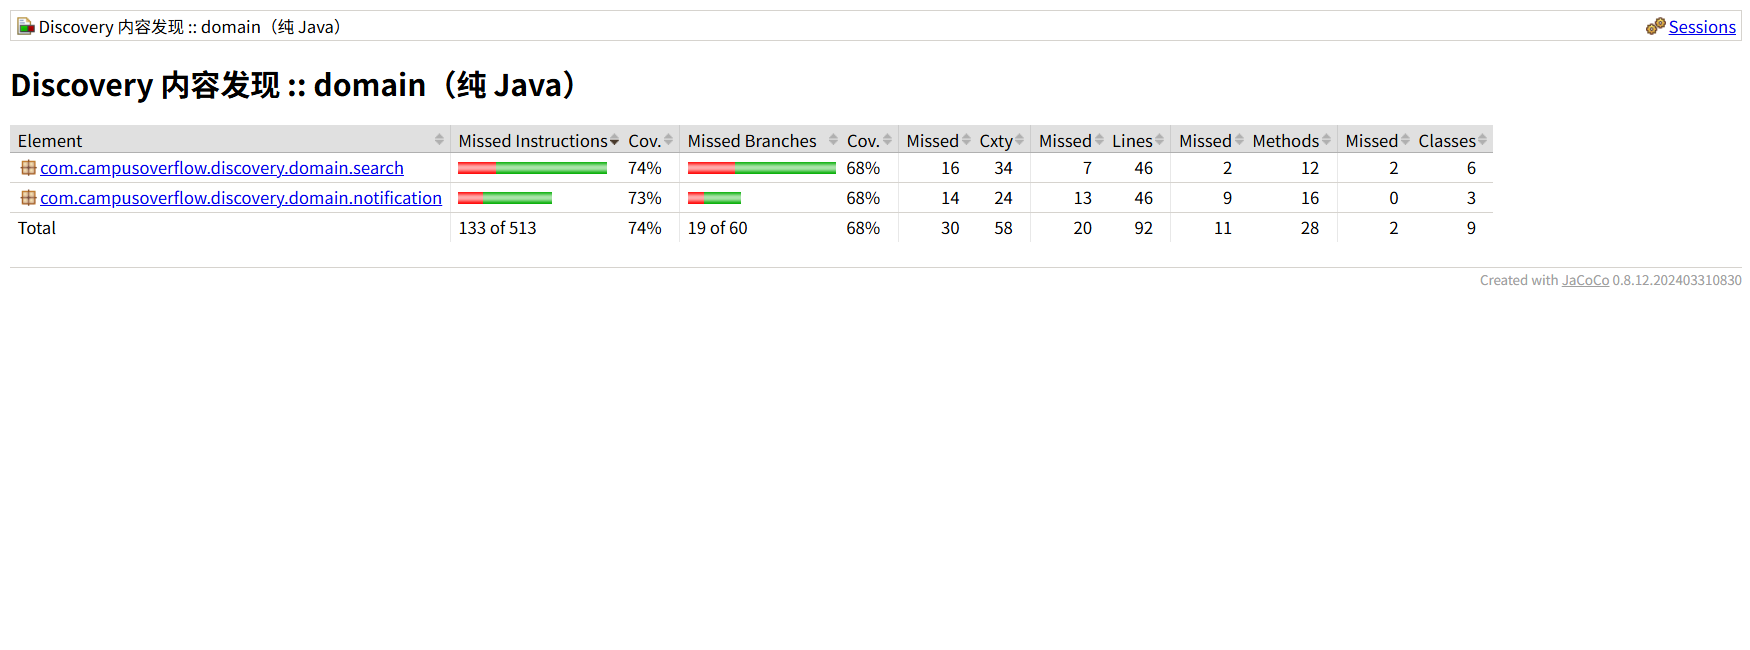 Discovery 内容发现 :: domain（纯 Java） Sessions
Discovery 内容发现 :: domain（纯 Java）
Element Missed Instructions Cov. Missed Branches Cov. Missed Cxty Missed Lines Missed Methods Missed Classes
com.campusoverflow.discovery.domain.search 74% 68% 16 34 7 46 2 12 2 6
com.campusoverflow.discovery.domain.notification 73% 68% 14 24 13 46 9 16 0 3
Total 133 of 513 74% 19 of 60 68% 30 58 20 92 11 28 2 9
Created with JaCoCo 0.8.12.202403310830